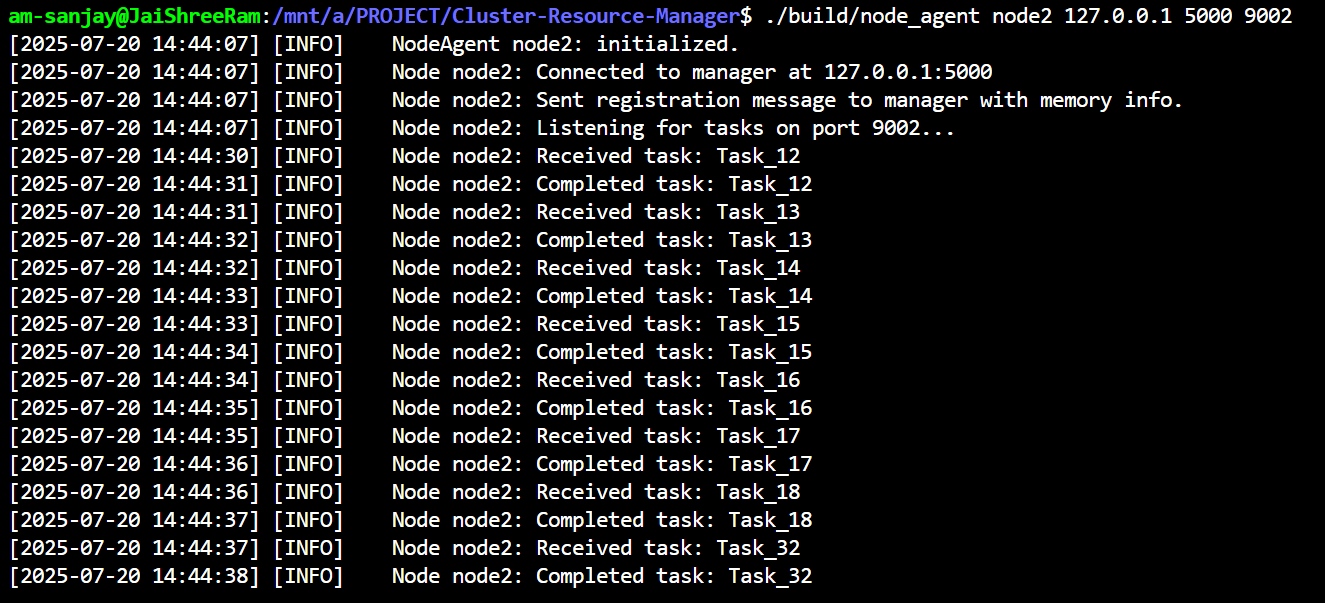 am-sanjay@JaiShreeRam:/mnt/a/PROJECT/Cluster-Resource-Manager$ ./build/node_agent node2 127.0.0.1 5000 9002
[2025-07-20 14:44:07] [INFO]    NodeAgent node2: initialized.
[2025-07-20 14:44:07] [INFO]    Node node2: Connected to manager at 127.0.0.1:5000
[2025-07-20 14:44:07] [INFO]    Node node2: Sent registration message to manager with memory info.
[2025-07-20 14:44:07] [INFO]    Node node2: Listening for tasks on port 9002...
[2025-07-20 14:44:30] [INFO]    Node node2: Received task: Task_12
[2025-07-20 14:44:31] [INFO]    Node node2: Completed task: Task_12
[2025-07-20 14:44:31] [INFO]    Node node2: Received task: Task_13
[2025-07-20 14:44:32] [INFO]    Node node2: Completed task: Task_13
[2025-07-20 14:44:32] [INFO]    Node node2: Received task: Task_14
[2025-07-20 14:44:33] [INFO]    Node node2: Completed task: Task_14
[2025-07-20 14:44:33] [INFO]    Node node2: Received task: Task_15
[2025-07-20 14:44:34] [INFO]    Node node2: Completed task: Task_15
[2025-07-20 14:44:34] [INFO]    Node node2: Received task: Task_16
[2025-07-20 14:44:35] [INFO]    Node node2: Completed task: Task_16
[2025-07-20 14:44:35] [INFO]    Node node2: Received task: Task_17
[2025-07-20 14:44:36] [INFO]    Node node2: Completed task: Task_17
[2025-07-20 14:44:36] [INFO]    Node node2: Received task: Task_18
[2025-07-20 14:44:37] [INFO]    Node node2: Completed task: Task_18
[2025-07-20 14:44:37] [INFO]    Node node2: Received task: Task_32
[2025-07-20 14:44:38] [INFO]    Node node2: Completed task: Task_32